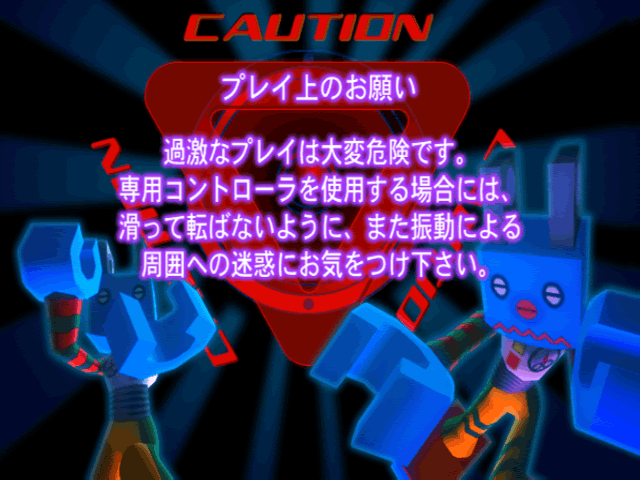 CAUTION
プレイ上のお願い
過激なプレイは大変危険です。
専用コントローラを使用する場合には、
滑って転ばないように、また振動による
周囲への迷惑にお気をつけ下さい。